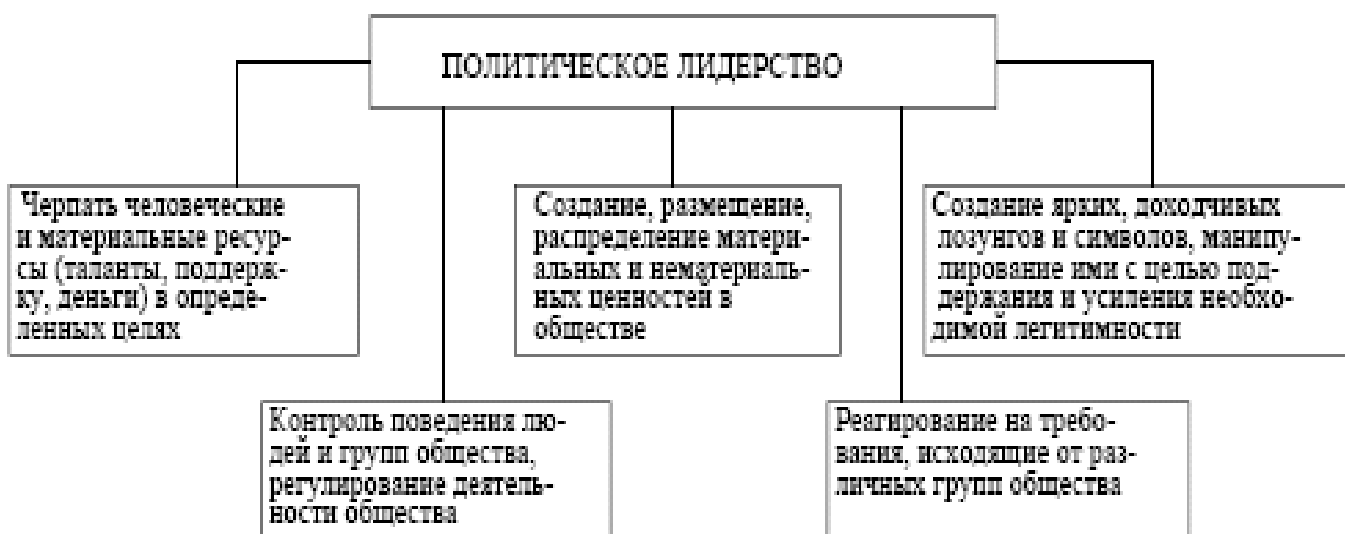 ПОЛИТИЧЕСКОЕ ЛИДЕРСТВО
Черпать человеческие
и материальные ресур-
сы (таланты, поддерж-
ку, деньги) в опреде-
ленных целях
Создание, размещение,
распределение матери-
альных и нематериаль-
ных ценностей в
обществе
Создание ярких, доходчивых
лозунгов и символов, манипу-
лирование ими с целью под-
держания и усиления необхо-
димой легитимности
Контроль поведения лю-
дей и групп общества,
регулирование деятель-
ности общества
Реагирование на требо-
вания, исходящие от раз-
личных групп общества